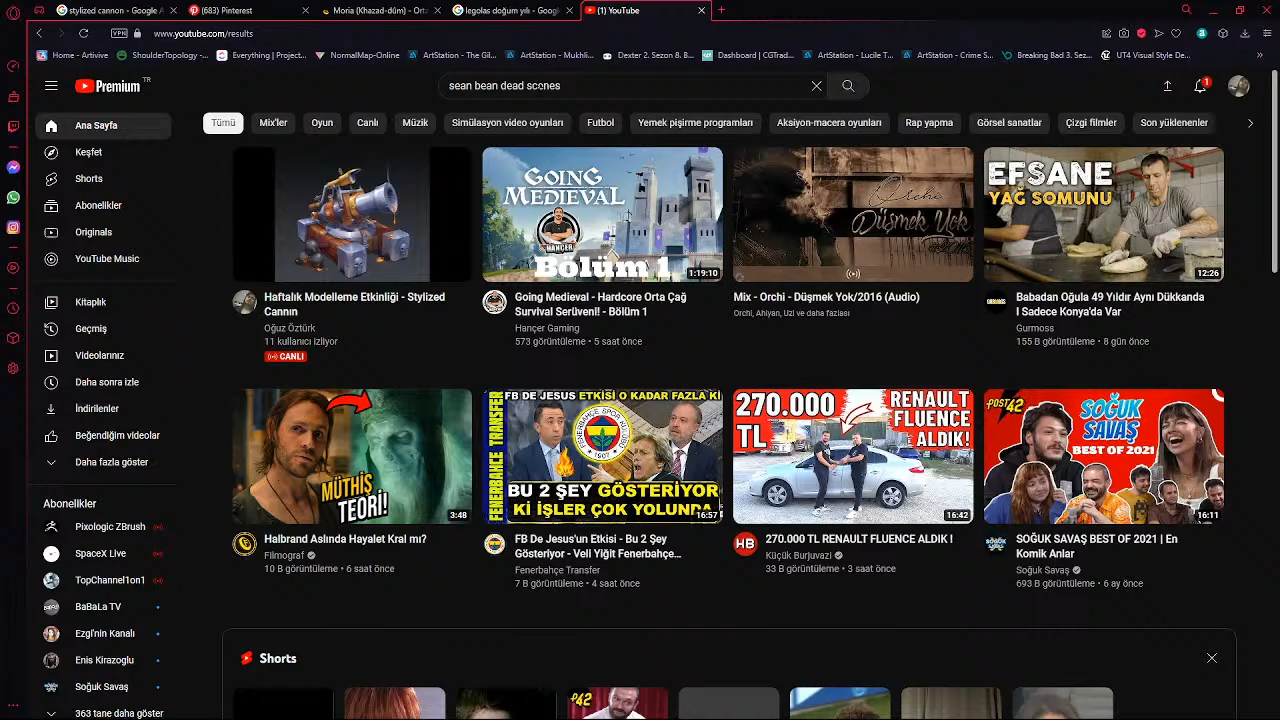 stylized cannon - Google A
(683) Pinterest
Moria (Khazad-dûm) - Orta
legolas doğum yılı - Google
(1) YouTube
VPN
www.youtube.com/results
Home - Artivive
ShoulderTopology -...
Everything | Project...
NormalMap-Online
ArtStation - The Gil...
ArtStation - Mukhli...
Dexter 2. Sezon 8. B...
Dashboard | CGTrad...
ArtStation - Lucile T...
ArtStation - Crime S...
Breaking Bad 3. Sez...
UT4 Visual Style De...
Premium TR
sean bean dead scenes
1
Ana Sayfa
Keşfet
Shorts
Abonelikler
Originals
YouTube Music
Kitaplık
Geçmiş
Videolarınız
Daha sonra izle
İndirilenler
Beğendiğim videolar
Daha fazla göster
Abonelikler
Pixologic ZBrush
SpaceX Live
TopChannel1on1
BaBaLa TV
Ezgi'nin Kanalı
Enis Kirazoglu
Soğuk Savaş
363 tane daha göster
Tümü
Mix'ler
Oyun
Canlı
Müzik
Simülasyon video oyunları
Futbol
Yemek pişirme programları
Aksiyon-macera oyunları
Rap yapma
Görsel sanatlar
Çizgi filmler
Son yüklenenler
Haftalık Modelleme Etkinliği - Stylized
Cannın
Oğuz Öztürk
11 kullanıcı izliyor
CANLI
GOING
MEDIEVAL
HANÇER
Bölüm 1
1:19:10
Going Medieval - Hardcore Orta Çağ
Survival Serüveni! - Bölüm 1
Hançer Gaming
573 görüntüleme • 5 saat önce
Orchi
Düşmek Yok
Mix - Orchi - Düşmek Yok/2016 (Audio)
Orchi, Ahiyan, Uzi ve daha fazlası
EFSANE
YAĞ SOMUNU
12:26
Babadan Oğula 49 Yıldır Aynı Dükkanda
I Sadece Konya'da Var
Gurmoss
155 B görüntüleme • 8 gün önce
MÜTHİŞ
TEORİ!
3:48
Halbrand Aslında Hayalet Kral mı?
Filmograf
10 B görüntüleme • 6 saat önce
FENERBAHÇE TRANSFER
FB DE JESUS ETKİSİ O KADAR FAZLA Kİ
FENERBAHÇE SPOR KULÜBÜ
1907
BU 2 ŞEY GÖSTERİYOR
Kİ İŞLER ÇOK YOLUNDA
16:57
FB De Jesus'un Etkisi - Bu 2 Şey
Gösteriyor - Veli Yiğit Fenerbahçe...
Fenerbahçe Transfer
7 B görüntüleme • 4 saat önce
270.000
TL
RENAULT
FLUENCE
ALDIK!
16:42
HB
270.000 TL RENAULT FLUENCE ALDIK !
Küçük Burjuvazi
33 B görüntüleme • 3 saat önce
POST42
SOĞUK
SAVAŞ
BEST OF 2021
16:11
SOĞUK SAVAŞ BEST OF 2021 | En
Komik Anlar
Soğuk Savaş
693 B görüntüleme • 6 ay önce
Shorts
P42